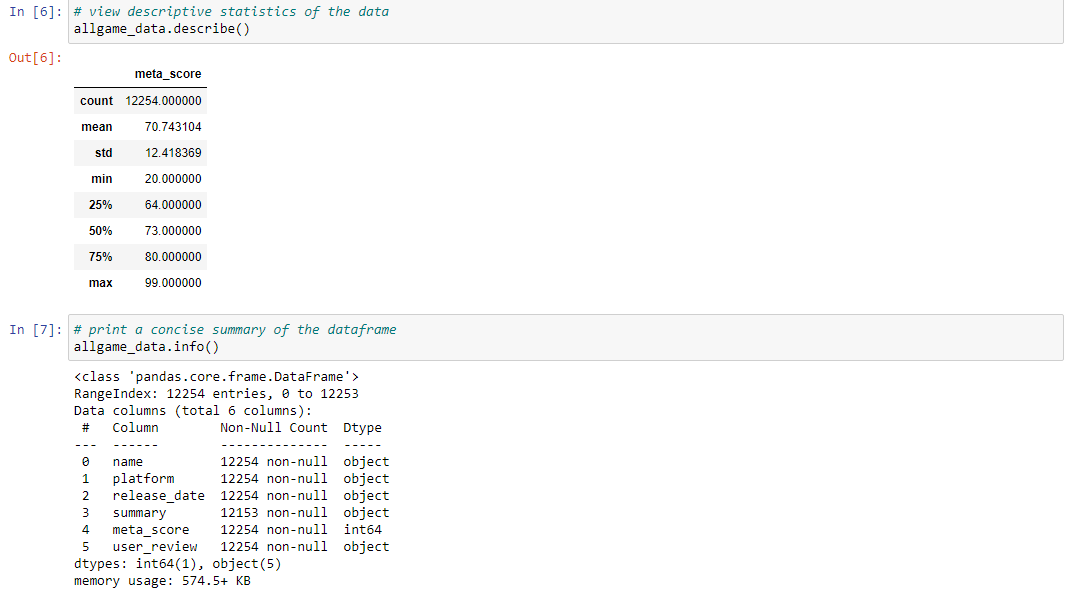 In [6]: # view descriptive statistics of the data
allgame_data.describe()
Out[6]:
meta_score
count 12254.000000
mean 70.743104
std 12.418369
min 20.000000
25% 64.000000
50% 73.000000
75% 80.000000
max 99.000000
In [7]: # print a concise summary of the dataframe
allgame_data.info()
<class 'pandas.core.frame.DataFrame'>
RangeIndex: 12254 entries, 0 to 12253
Data columns (total 6 columns):
 #   Column        Non-Null Count  Dtype
---  ------        --------------  -----
 0   name          12254 non-null  object
 1   platform      12254 non-null  object
 2   release_date  12254 non-null  object
 3   summary       12153 non-null  object
 4   meta_score    12254 non-null  int64
 5   user_review   12254 non-null  object
dtypes: int64(1), object(5)
memory usage: 574.5+ KB